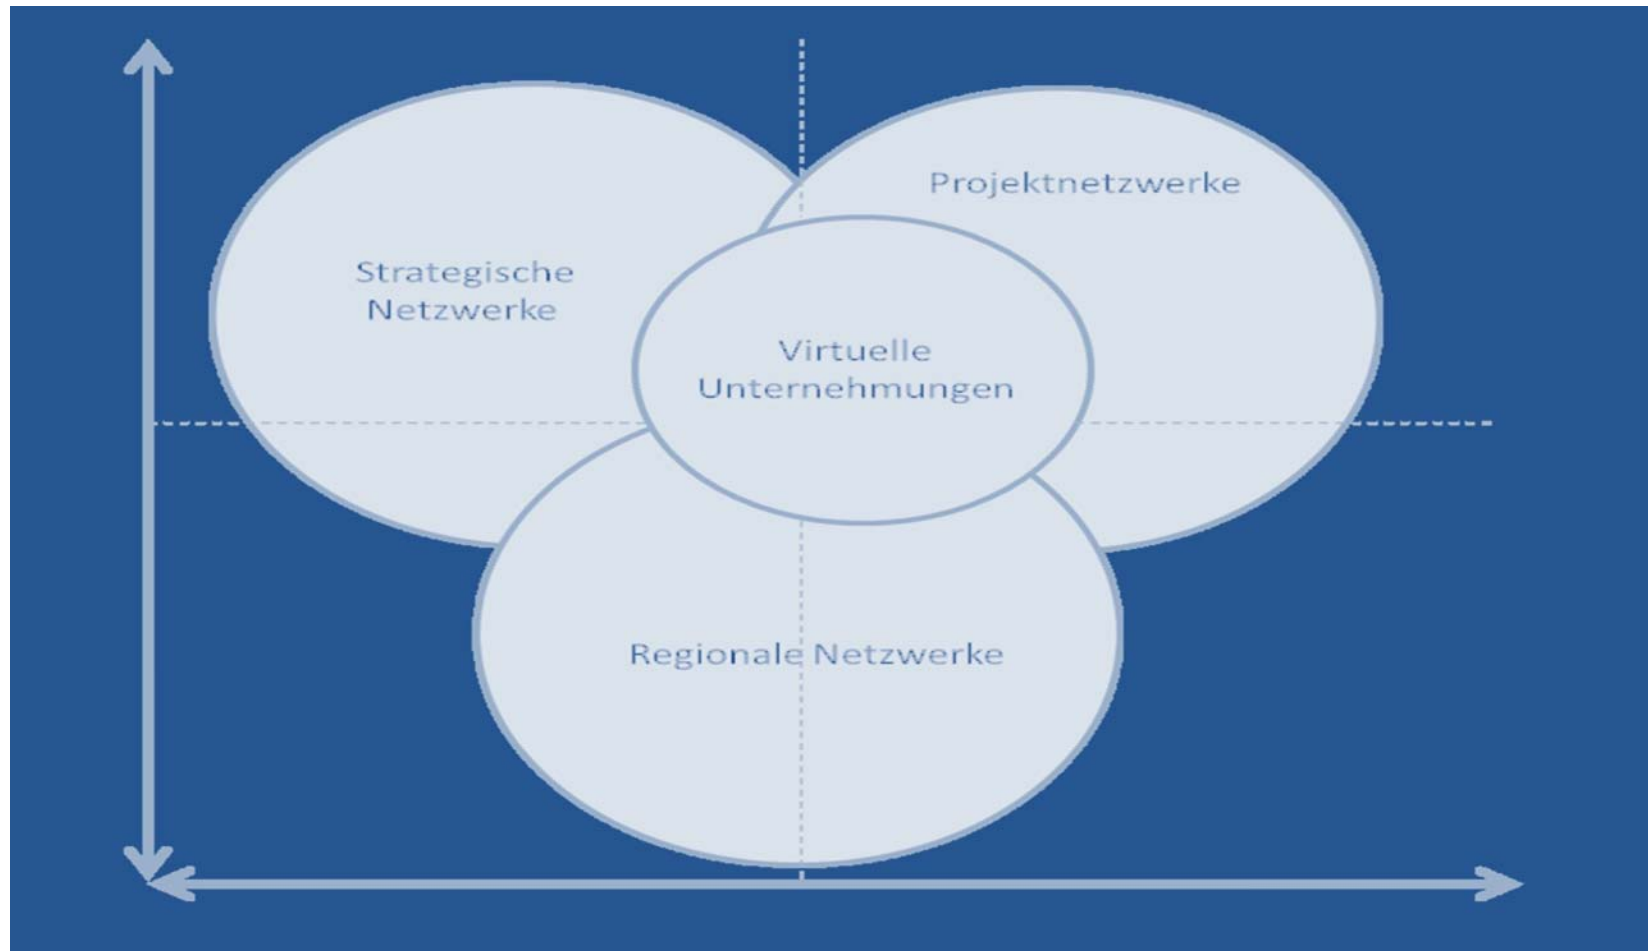 Projektnetzwerke
Strategische
Netzwerke
Virtuelle
Unternehmungen
Regionale Netzwerke